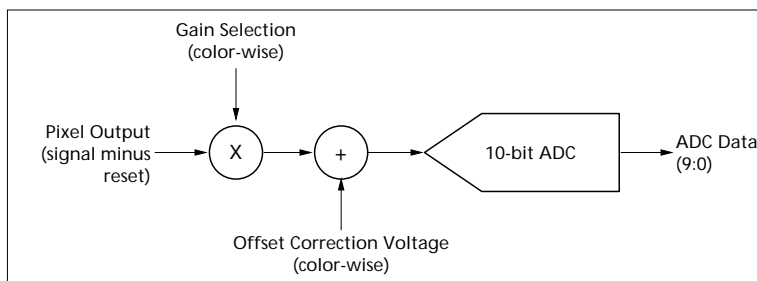 Gain Selection
(color-wise)
Pixel Output
(signal minus
reset)
X
+
10-bit ADC
ADC Data
(9:0)
Offset Correction Voltage
(color-wise)